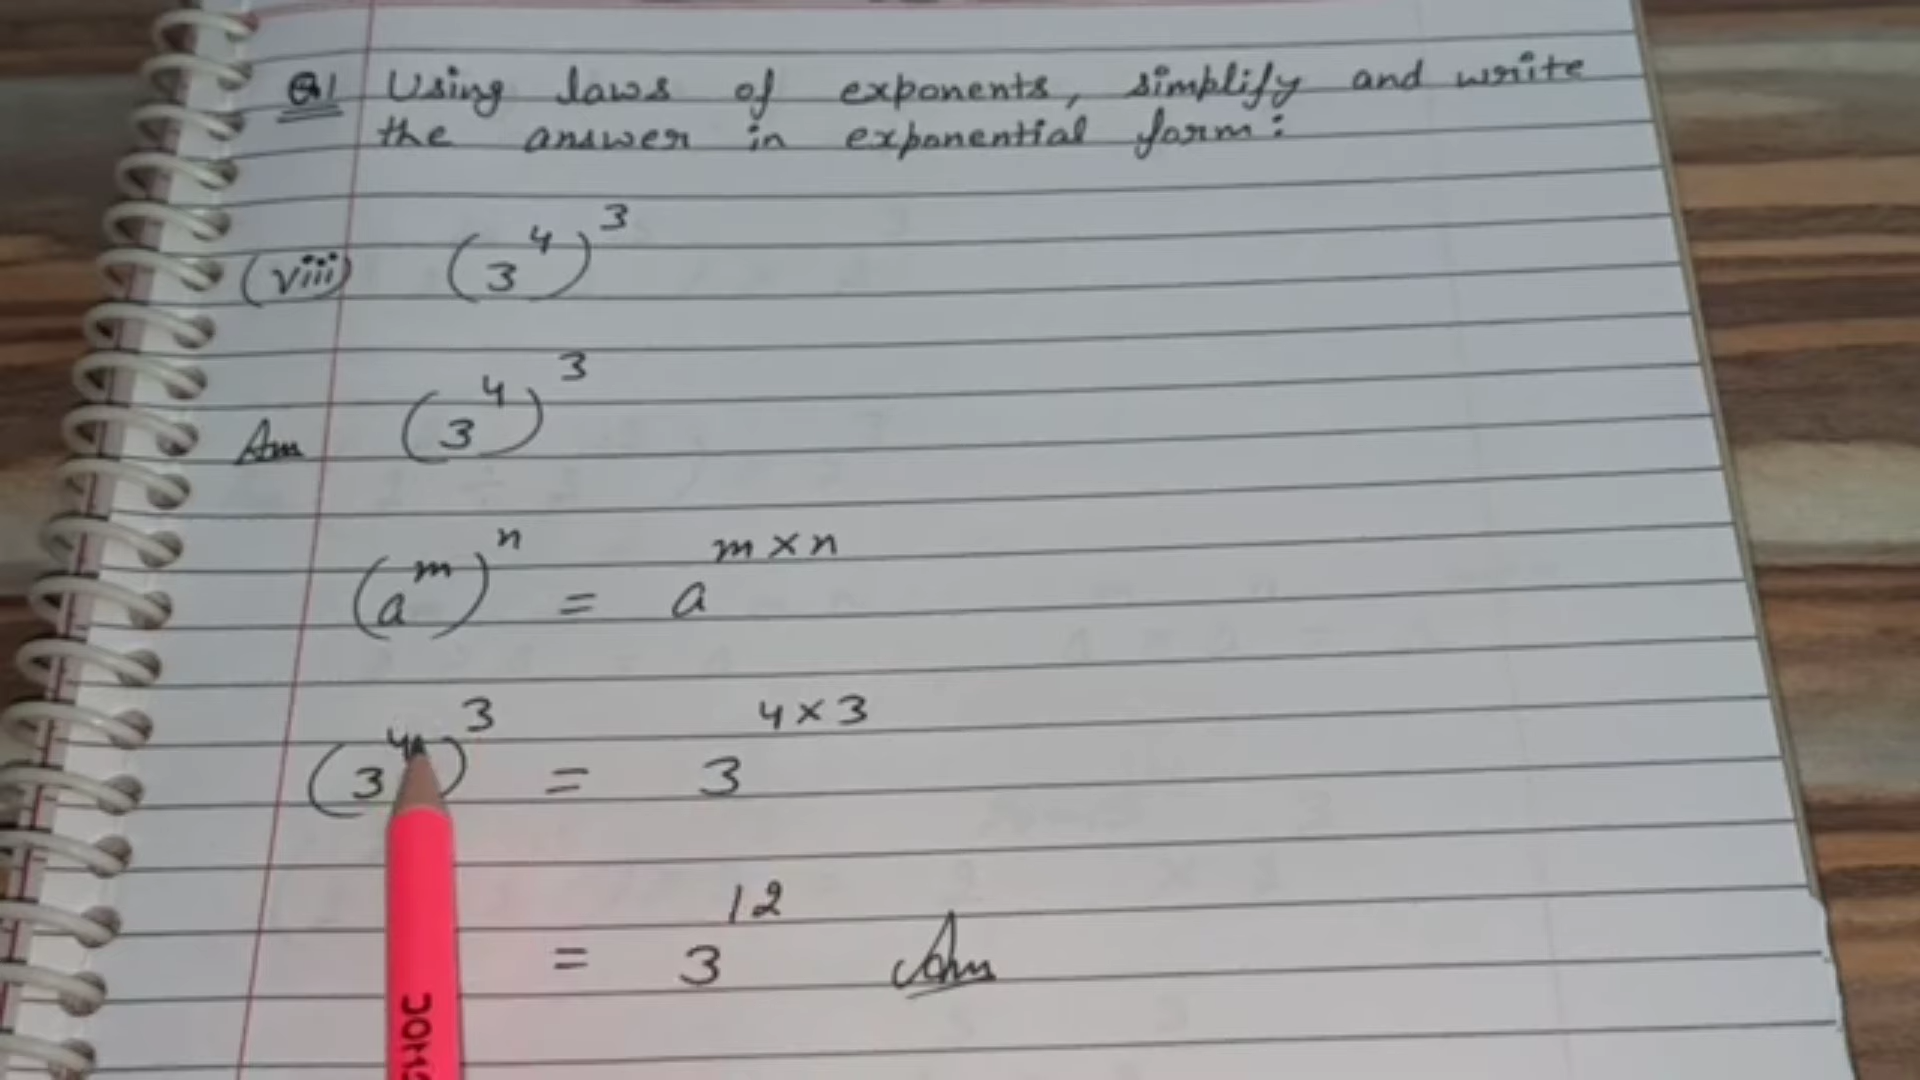 Q1 Using laws of exponents, simplify and write
the answer in exponential form:
(viii) (3^4)^3
Ans (3^4)^3
(a^m)^n = a^{m×n}
(3^4)^3 = 3^{4×3}
= 3^{12} Ans